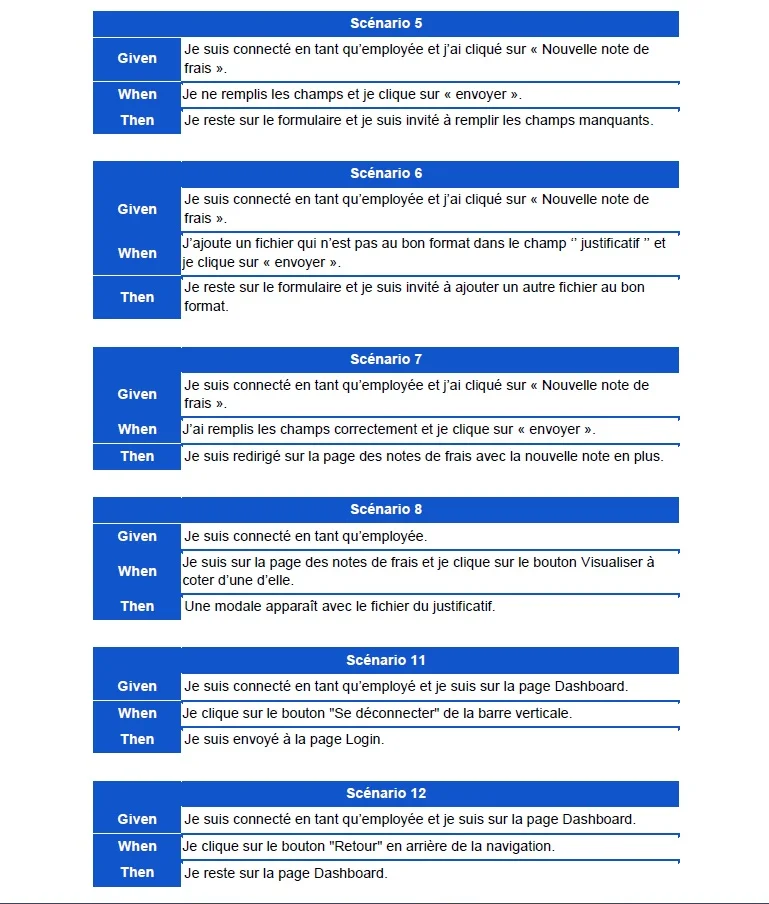 Scénario 5
Given Je suis connecté en tant qu’employée et j’ai cliqué sur « Nouvelle note de
frais ».
When Je ne remplis les champs et je clique sur « envoyer ».
Then Je reste sur le formulaire et je suis invité à remplir les champs manquants.
Scénario 6
Given Je suis connecté en tant qu’employée et j’ai cliqué sur « Nouvelle note de
frais ».
When J’ajoute un fichier qui n’est pas au bon format dans le champ ‘’ justificatif ’’ et
je clique sur « envoyer ».
Then Je reste sur le formulaire et je suis invité à ajouter un autre fichier au bon
format.
Scénario 7
Given Je suis connecté en tant qu’employée et j’ai cliqué sur « Nouvelle note de
frais ».
When J’ai remplis les champs correctement et je clique sur « envoyer ».
Then Je suis redirigé sur la page des notes de frais avec la nouvelle note en plus.
Scénario 8
Given Je suis connecté en tant qu’employée.
When Je suis sur la page des notes de frais et je clique sur le bouton Visualiser à
coter d’une d’elle.
Then Une modale apparaît avec le fichier du justificatif.
Scénario 11
Given Je suis connecté en tant qu’employé et je suis sur la page Dashboard.
When Je clique sur le bouton "Se déconnecter" de la barre verticale.
Then Je suis envoyé à la page Login.
Scénario 12
Given Je suis connecté en tant qu’employée et je suis sur la page Dashboard.
When Je clique sur le bouton "Retour" en arrière de la navigation.
Then Je reste sur la page Dashboard.